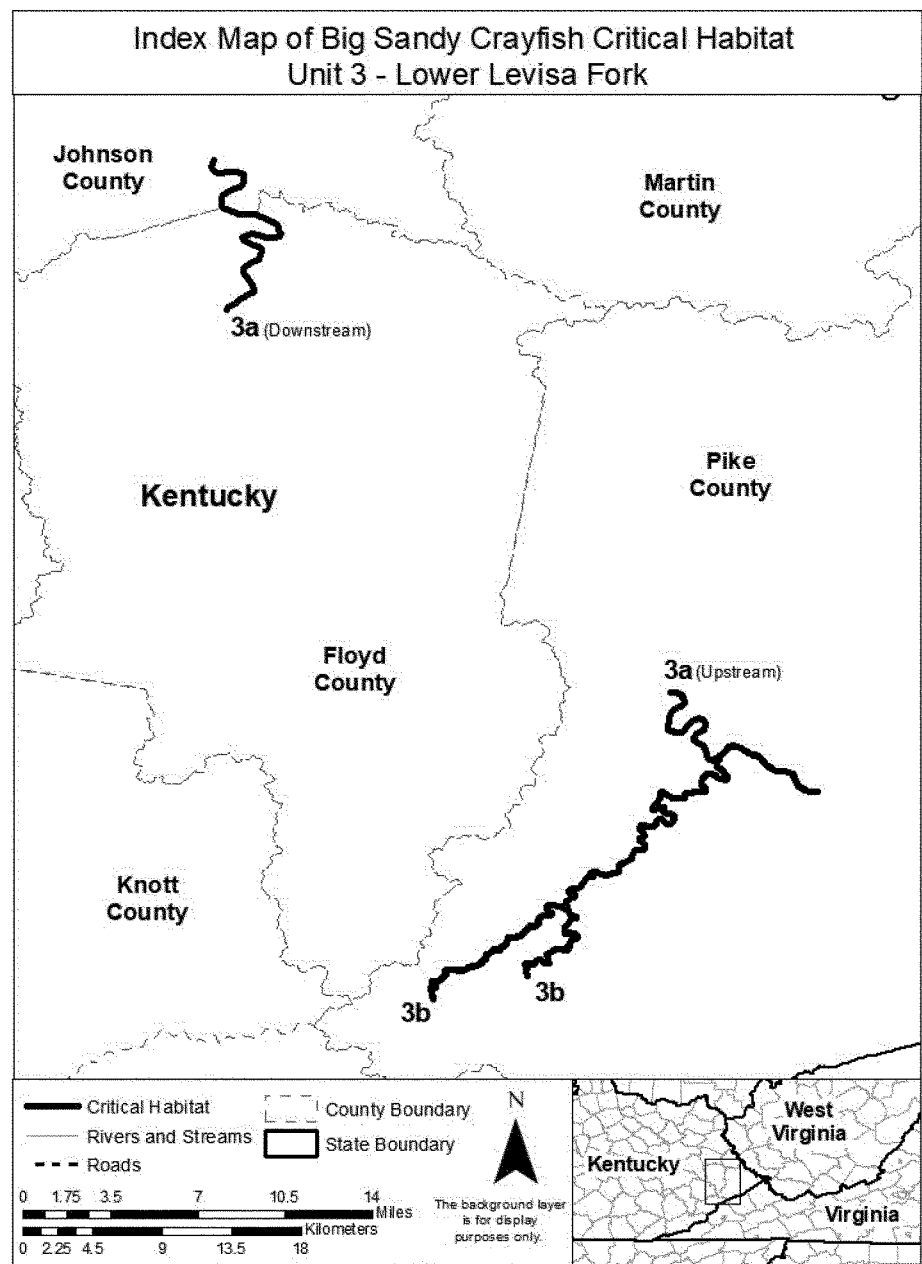 Index Map of Big Sandy Crayfish Critical Habitat
Unit 3 - Lower Levisa Fork
Johnson
County
Martin
County
3a (Downstream)
Pike
County
Kentucky
Floyd
County
3a (Upstream)
Knott
County
3b
3b
Critical Habitat
Rivers and Streams
Roads
County Boundary
State Boundary
N
The background layer
is for display
purposes only.
0 1.75 3.5 7 10.5 14
Miles
Kilometers
0 2.25 4.5 9 13.5 18
West
Virginia
Kentucky
Virginia